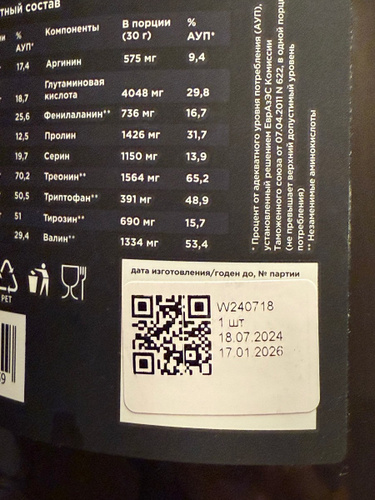 тный состав
% АУП*
Компоненты
В порции (30 г)
% АУП*
17,4 Аргинин 575 мг 9,4
18,7 Глутаминовая кислота 4048 мг 29,8
25,6 Фенилаланин** 736 мг 16,7
12,5 Пролин 1426 мг 31,7
19,7 Серин 1150 мг 13,9
70,2 Треонин** 1564 мг 65,2
50,5 Триптофан** 391 мг 48,9
51 Тирозин** 690 мг 15,7
29,4 Валин** 1334 мг 53,4
* Процент от адекватного уровня потребления (АУП),
установленный решением ЕврАзЭС Комиссии
Таможенного союза от 07.04.2011 N 622, в одной порц
(не превышает верхний допустимый уровень
потребления)
** Незаменимые аминокислоты
PET
дата изготовления/годен до, № партии
W240718
1 шт
18.07.2024
17.01.2026
9